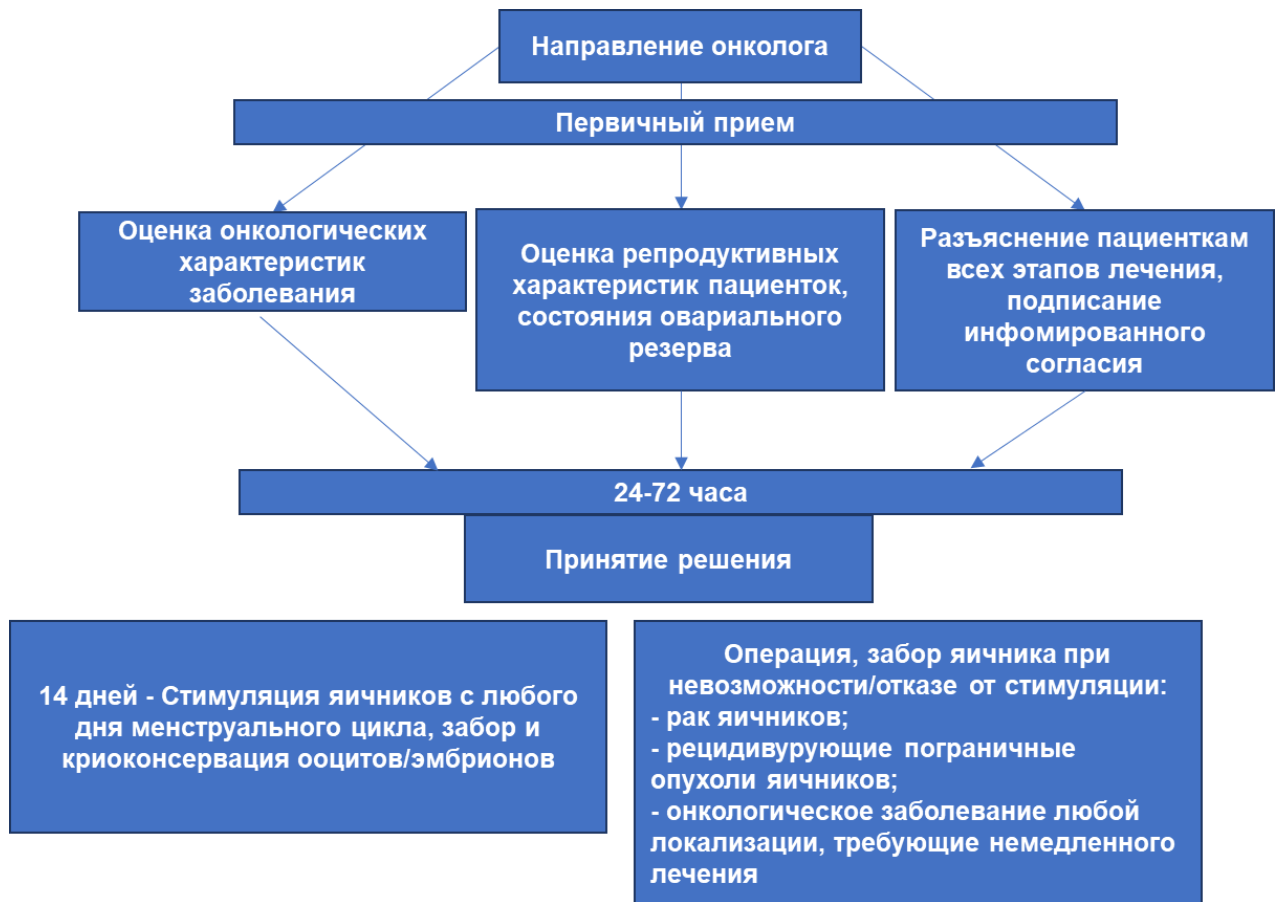 Направление онколога
Первичный прием
Оценка онкологических
характеристик
заболевания
Оценка репродуктивных
характеристик пациенток,
состояния овариального
резерва
Разъяснение пациенткам
всех этапов лечения,
подписание
инфомированного
согласия
24-72 часа
Принятие решения
14 дней - Стимуляция яичников с любого
дня менструального цикла, забор и
криоконсервация ооцитов/эмбрионов
Операция, забор яичника при
невозможности/отказе от стимуляции:
- рак яичников;
- рецидивурующие пограничные
опухоли яичников;
- онкологическое заболевание любой
локализации, требующие немедленного
лечения